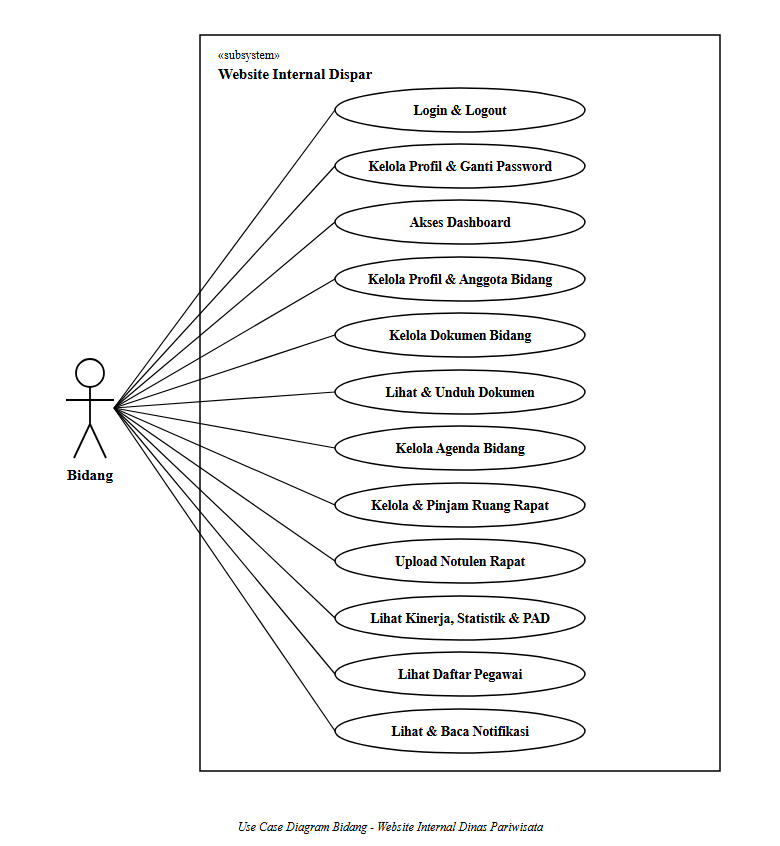 «subsystem»
Website Internal Dispar
Login & Logout
Kelola Profil & Ganti Password
Akses Dashboard
Kelola Profil & Anggota Bidang
Kelola Dokumen Bidang
Lihat & Unduh Dokumen
Kelola Agenda Bidang
Kelola & Pinjam Ruang Rapat
Upload Notulen Rapat
Lihat Kinerja, Statistik & PAD
Lihat Daftar Pegawai
Lihat & Baca Notifikasi
Bidang
Use Case Diagram Bidang - Website Internal Dinas Pariwisata